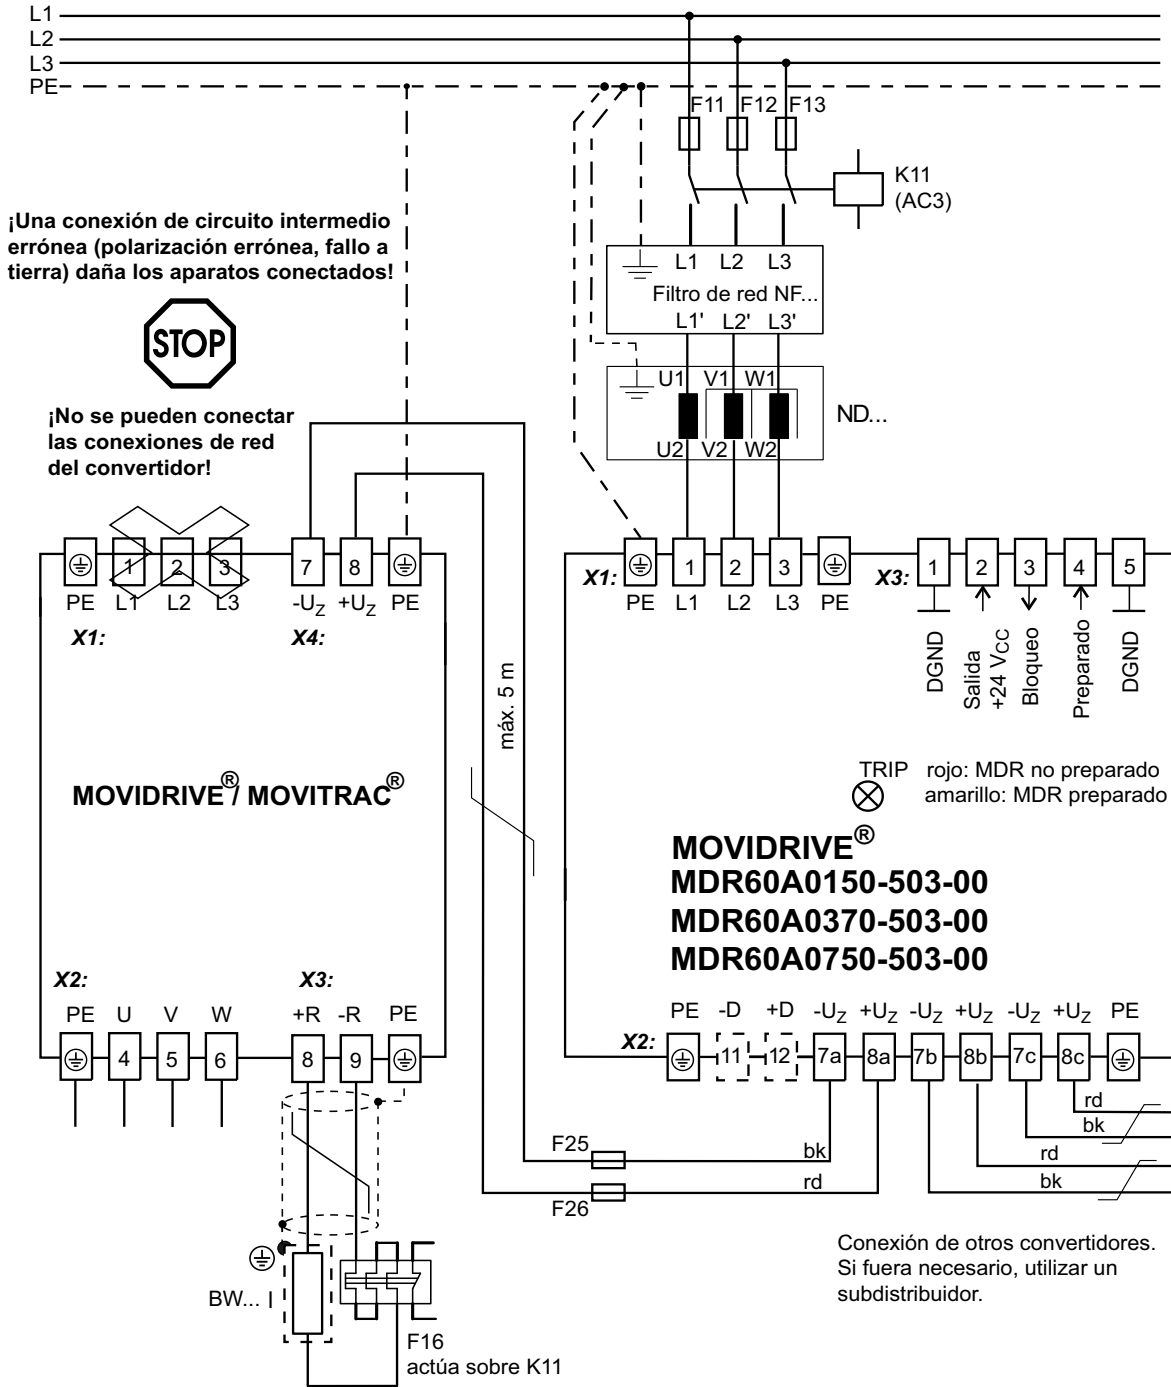 L1
L2
L3
PE
F11 F12 F13
K11
(AC3)
¡Una conexión de circuito intermedio
errónea (polarización errónea, fallo a
tierra) daña los aparatos conectados!
STOP
¡No se pueden conectar
las conexiones de red
del convertidor!
L1 L2 L3
Filtro de red NF...
L1' L2' L3'
U1 V1 W1
ND...
U2 V2 W2
1 2 3 7 8
PE L1 L2 L3 -UZ +UZ PE
X1: X4:
X1: 1 2 3
PE L1 L2 L3 PE
X3: 1 2 3 4 5
DGND
Salida
+24 VCC
Bloqueo
Preparado
DGND
máx. 5 m
MOVIDRIVE® / MOVITRAC®
TRIP rojo: MDR no preparado
amarillo: MDR preparado
MOVIDRIVE®
MDR60A0150-503-00
MDR60A0370-503-00
MDR60A0750-503-00
X2: X3:
PE U V W +R -R PE
4 5 6 8 9
PE -D +D -UZ +UZ -UZ +UZ -UZ +UZ PE
X2: 11 12 7a 8a 7b 8b 7c 8c
rd
bk
rd
bk
F25 bk
rd
F26
Conexión de otros convertidores.
Si fuera necesario, utilizar un
subdistribuidor.
BW...
F16
actúa sobre K11